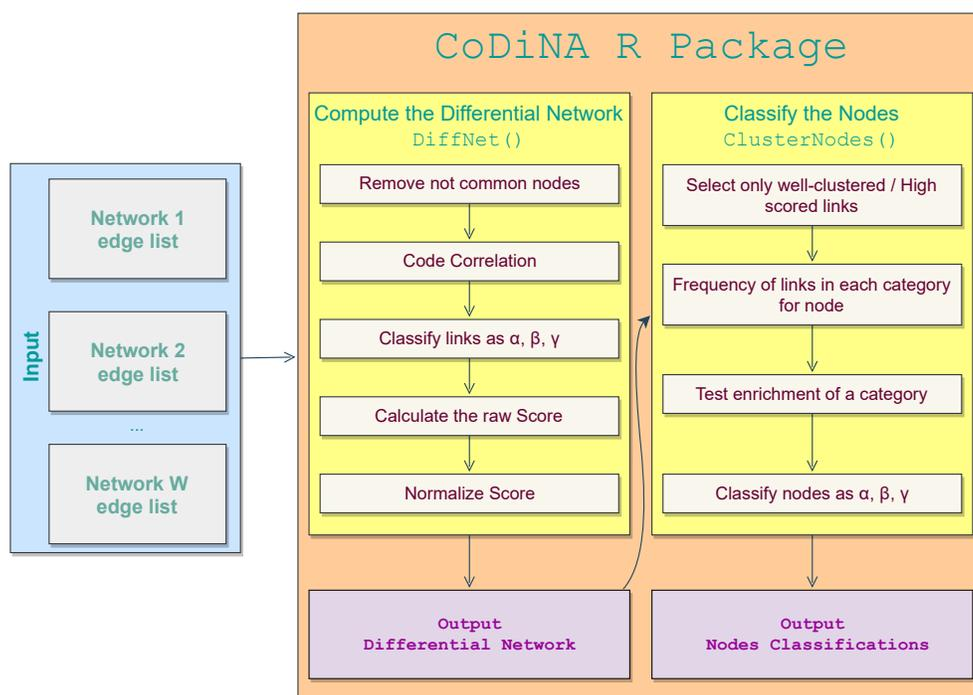 CoDiNA R Package
Input
Network 1
edge list
Network 2
edge list
...
Network W
edge list
Compute the Differential Network
DiffNet()
Remove not common nodes
Code Correlation
Classify links as α, β, γ
Calculate the raw Score
Normalize Score
Output
Differential Network
Classify the Nodes
ClusterNodes()
Select only well-clustered / High
scored links
Frequency of links in each category
for node
Test enrichment of a category
Classify nodes as α, β, γ
Output
Nodes Classifications